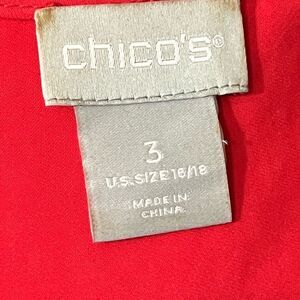 chico's®
3
U.S. SIZE 16/18
MADE IN
CHINA